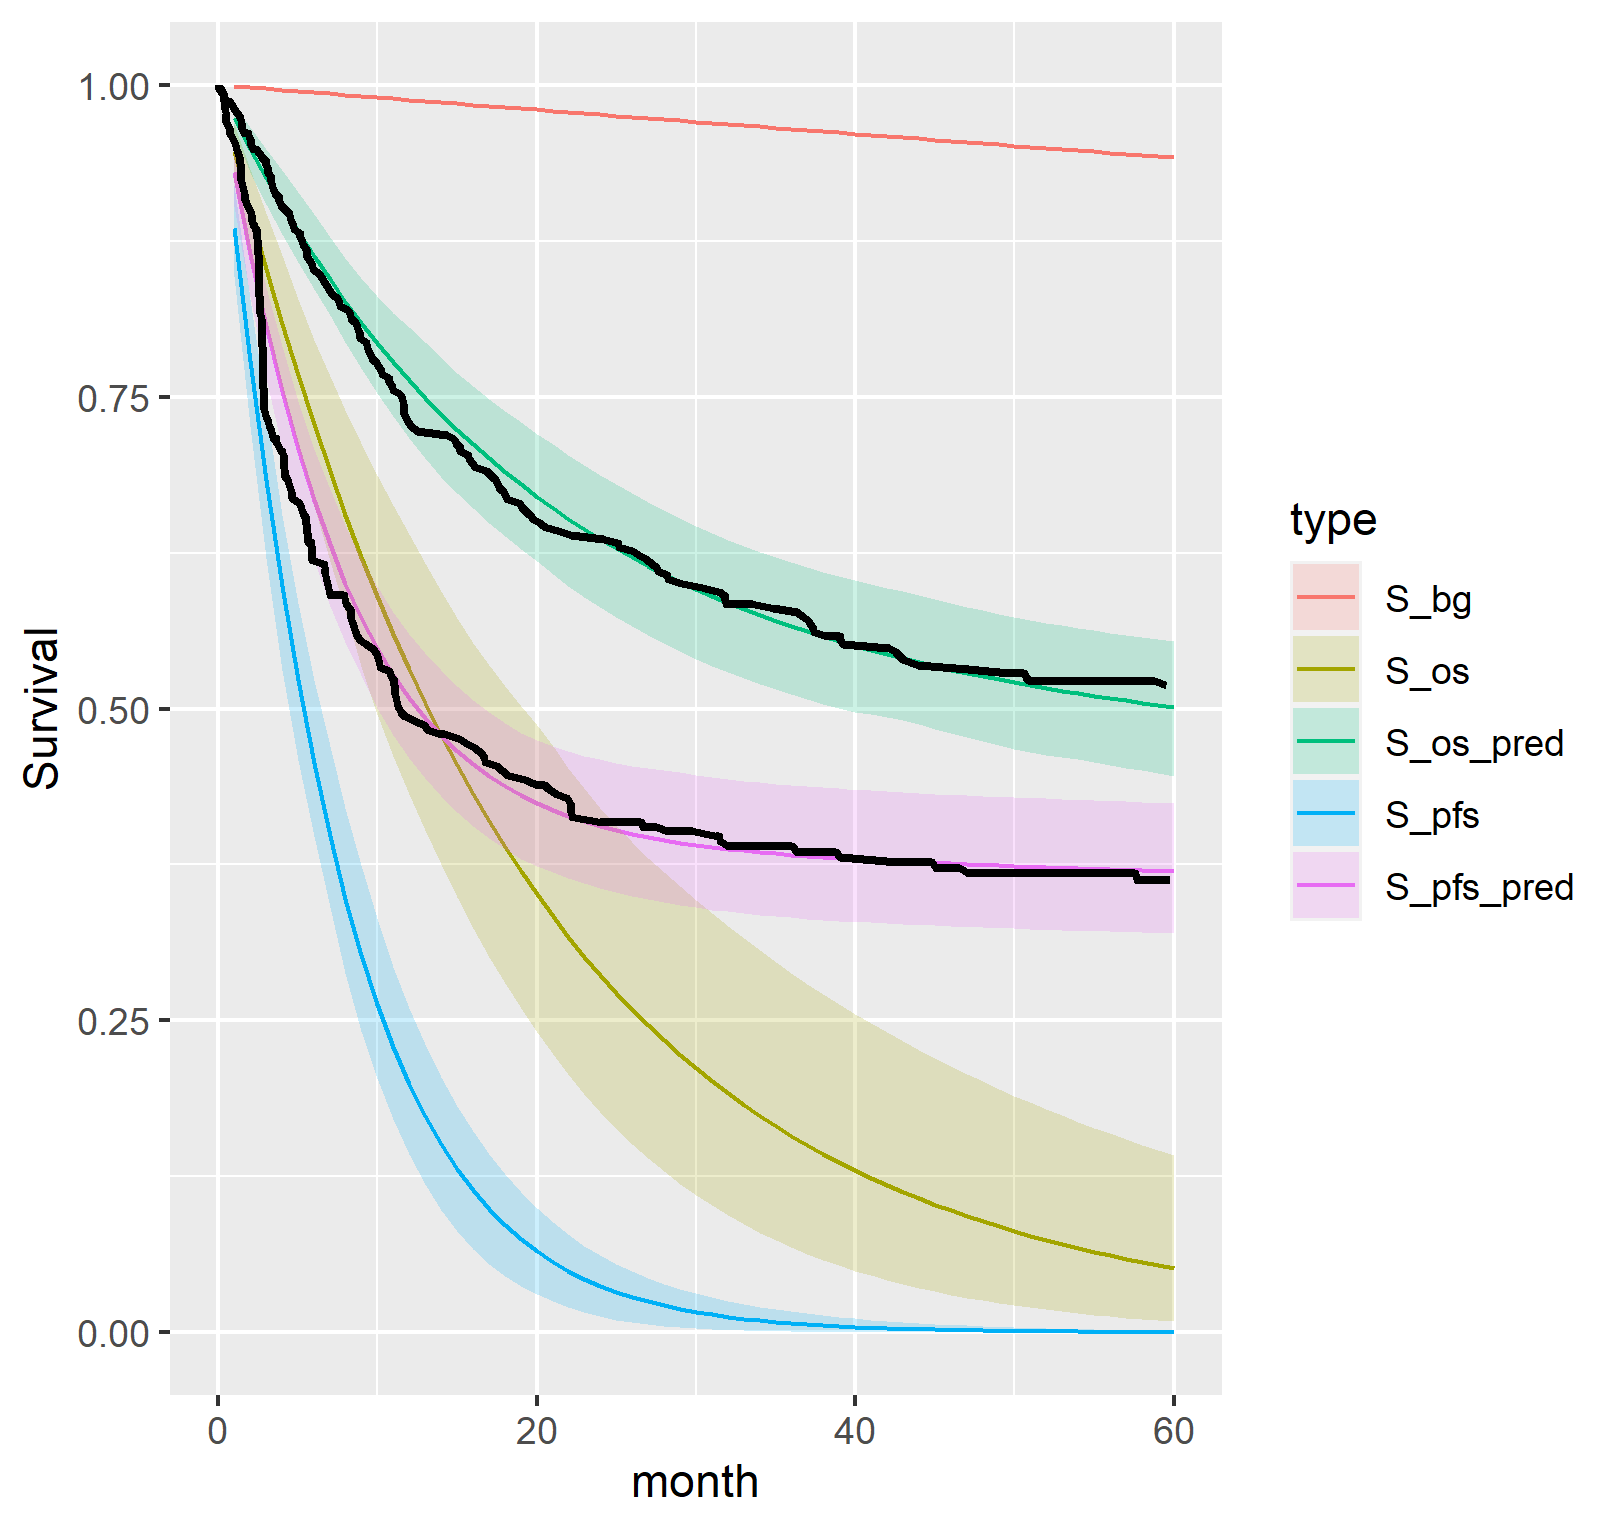 Survival
1.00
0.75
0.50
0.25
0.00
0
20
40
60
month
type
S_bg
S_os
S_os_pred
S_pfs
S_pfs_pred